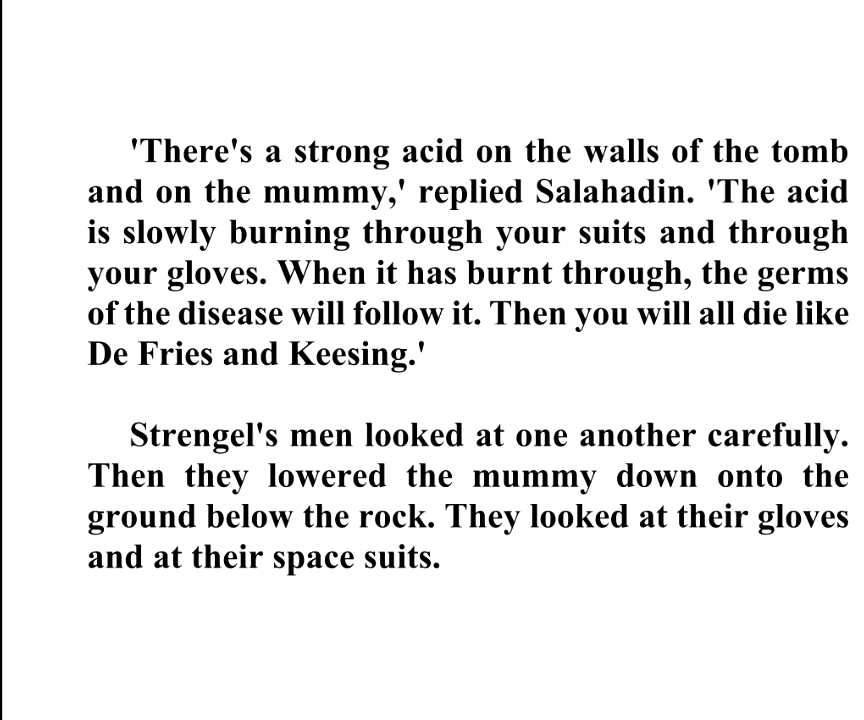 'There's a strong acid on the walls of the tomb
and on the mummy,' replied Salahadin. 'The acid
is slowly burning through your suits and through
your gloves. When it has burnt through, the germs
of the disease will follow it. Then you will all die like
De Fries and Keesing.'
Strengel's men looked at one another carefully.
Then they lowered the mummy down onto the
ground below the rock. They looked at their gloves
and at their space suits.